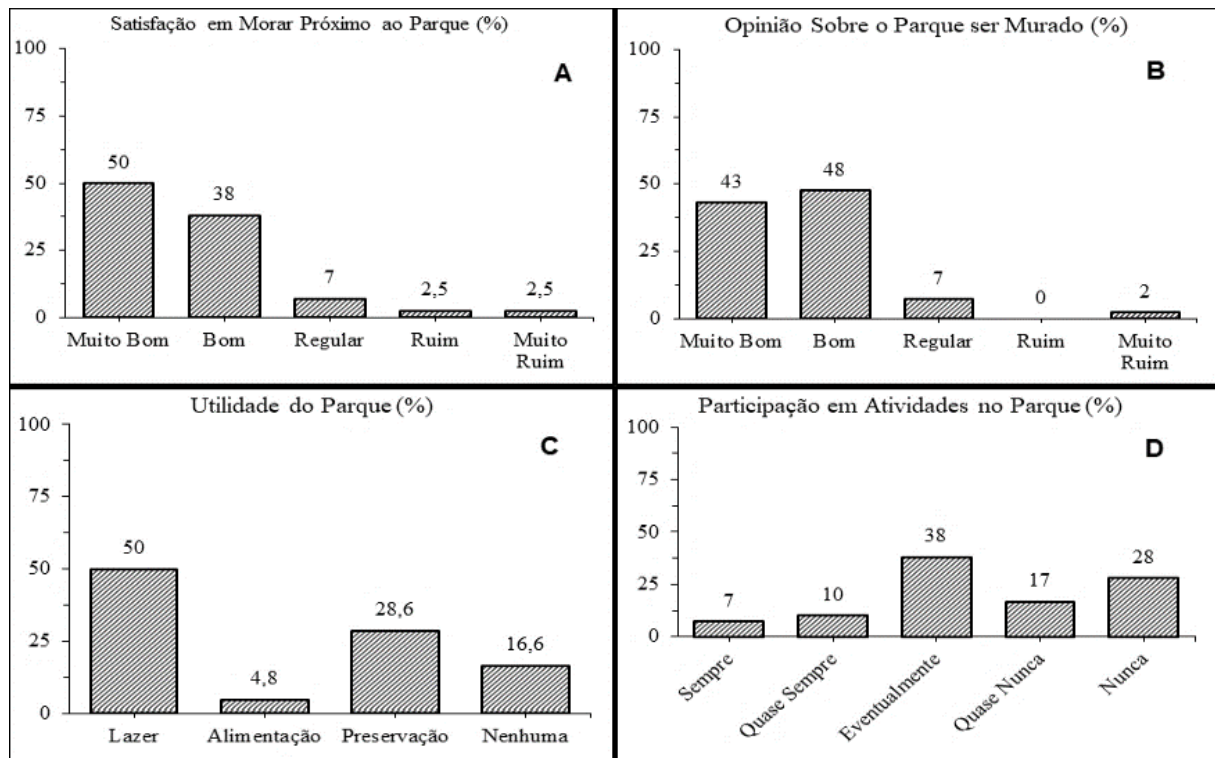 Satisfação em Morar Próximo ao Parque (%)
A
100
75
50
25
0
50
38
7
2,5
2,5
Muito Bom
Bom
Regular
Ruim
Muito
Ruim
Opinião Sobre o Parque ser Murado (%)
B
100
75
50
25
0
43
48
7
0
2
Muito Bom
Bom
Regular
Ruim
Muito
Ruim
Utilidade do Parque (%)
C
100
75
50
25
0
50
4,8
28,6
16,6
Lazer
Alimentação
Preservação
Nenhuma
Participação em Atividades no Parque (%)
D
100
75
50
25
0
7
10
38
17
28
Sempre
Quase Sempre
Eventualmente
Quase Nunca
Nunca